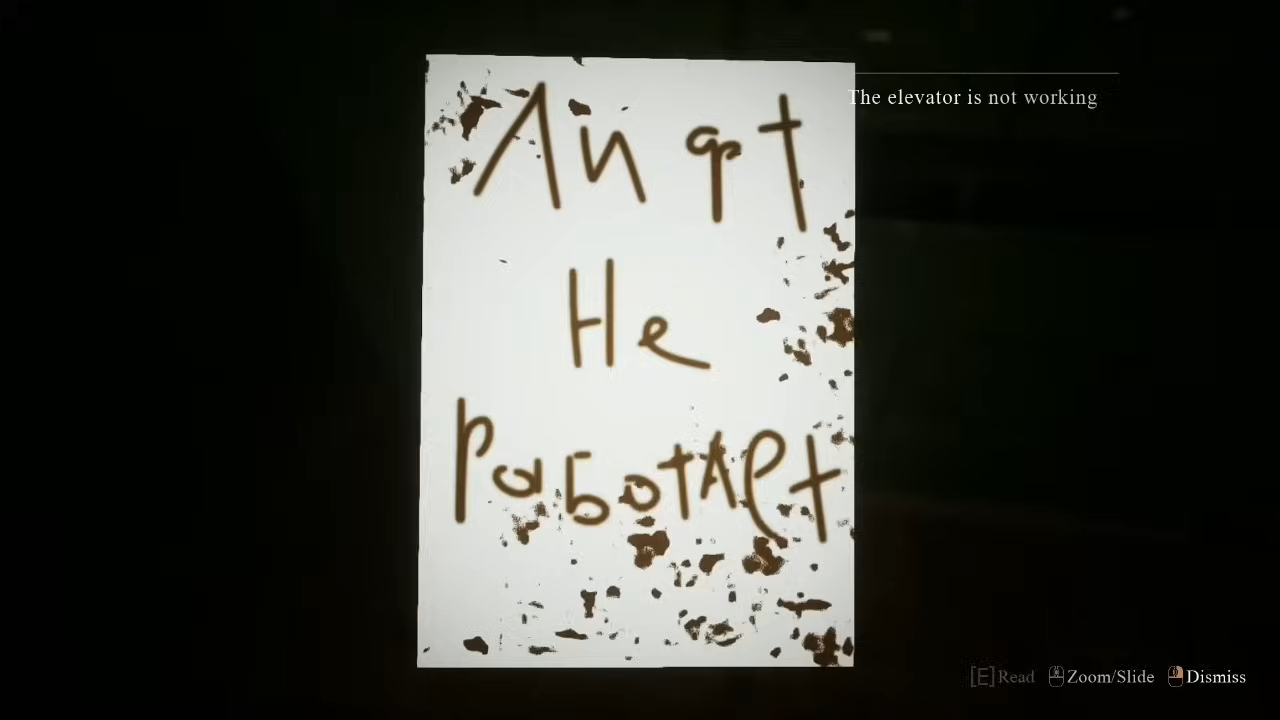 Лифт
The elevator is not working
не
работает
[E]Read Zoom/Slide Dismiss